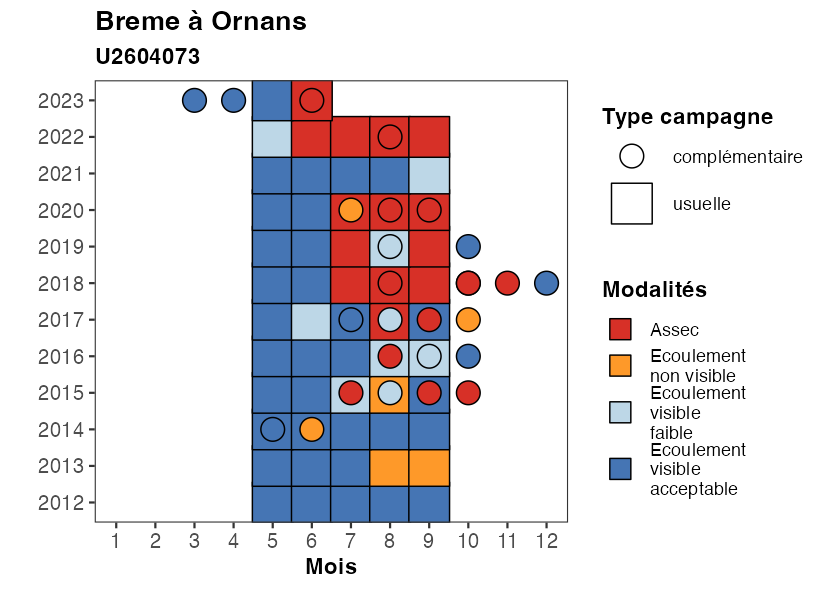 Breme à Ornans
U2604073
2023
2022
2021
2020
2019
2018
2017
2016
2015
2014
2013
2012
1 2 3 4 5 6 7 8 9 10 11 12
Mois
Type campagne
complémentaire
usuelle
Modalités
Assec
Ecoulement
non visible
Ecoulement
visible
faible
Ecoulement
visible
acceptable